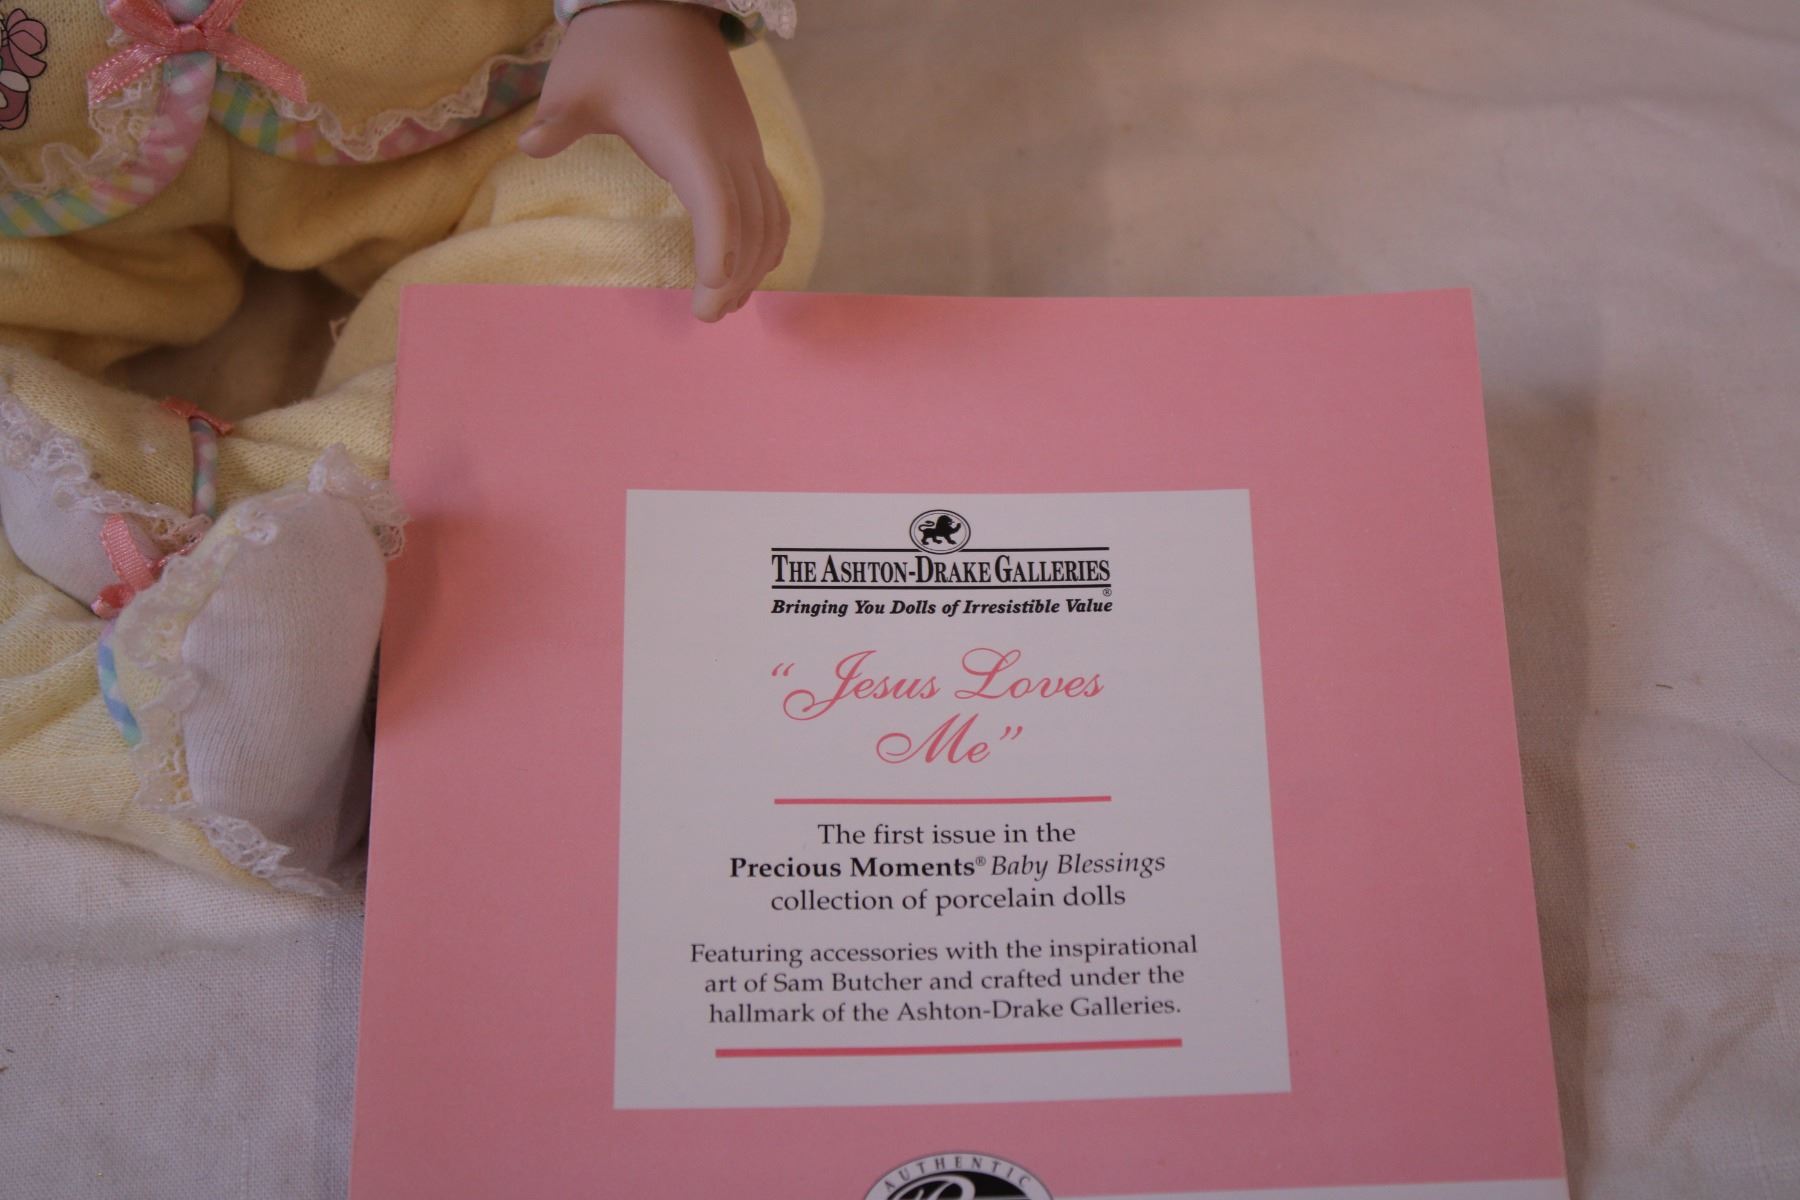 THE ASHTON-DRAKE GALLERIES
®
Bringing You Dolls of Irresistible Value
“Jesus Loves
Me”
The first issue in the
Precious Moments® Baby Blessings
collection of porcelain dolls
Featuring accessories with the inspirational
art of Sam Butcher and crafted under the
hallmark of the Ashton-Drake Galleries.
AUTHENTIC